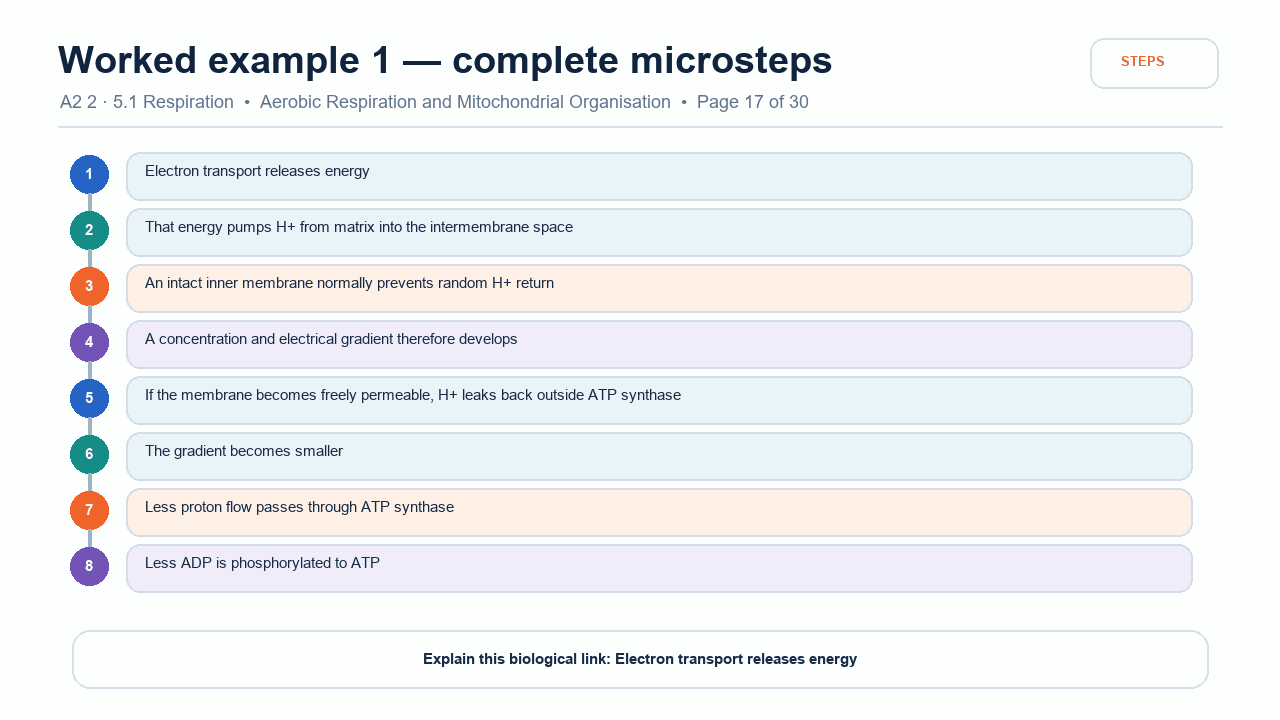 Worked example 1 — complete microsteps
STEPS
A2 2 · 5.1 Respiration • Aerobic Respiration and Mitochondrial Organisation • Page 17 of 30
1 Electron transport releases energy
2 That energy pumps H+ from matrix into the intermembrane space
3 An intact inner membrane normally prevents random H+ return
4 A concentration and electrical gradient therefore develops
5 If the membrane becomes freely permeable, H+ leaks back outside ATP synthase
6 The gradient becomes smaller
7 Less proton flow passes through ATP synthase
8 Less ADP is phosphorylated to ATP
Explain this biological link: Electron transport releases energy